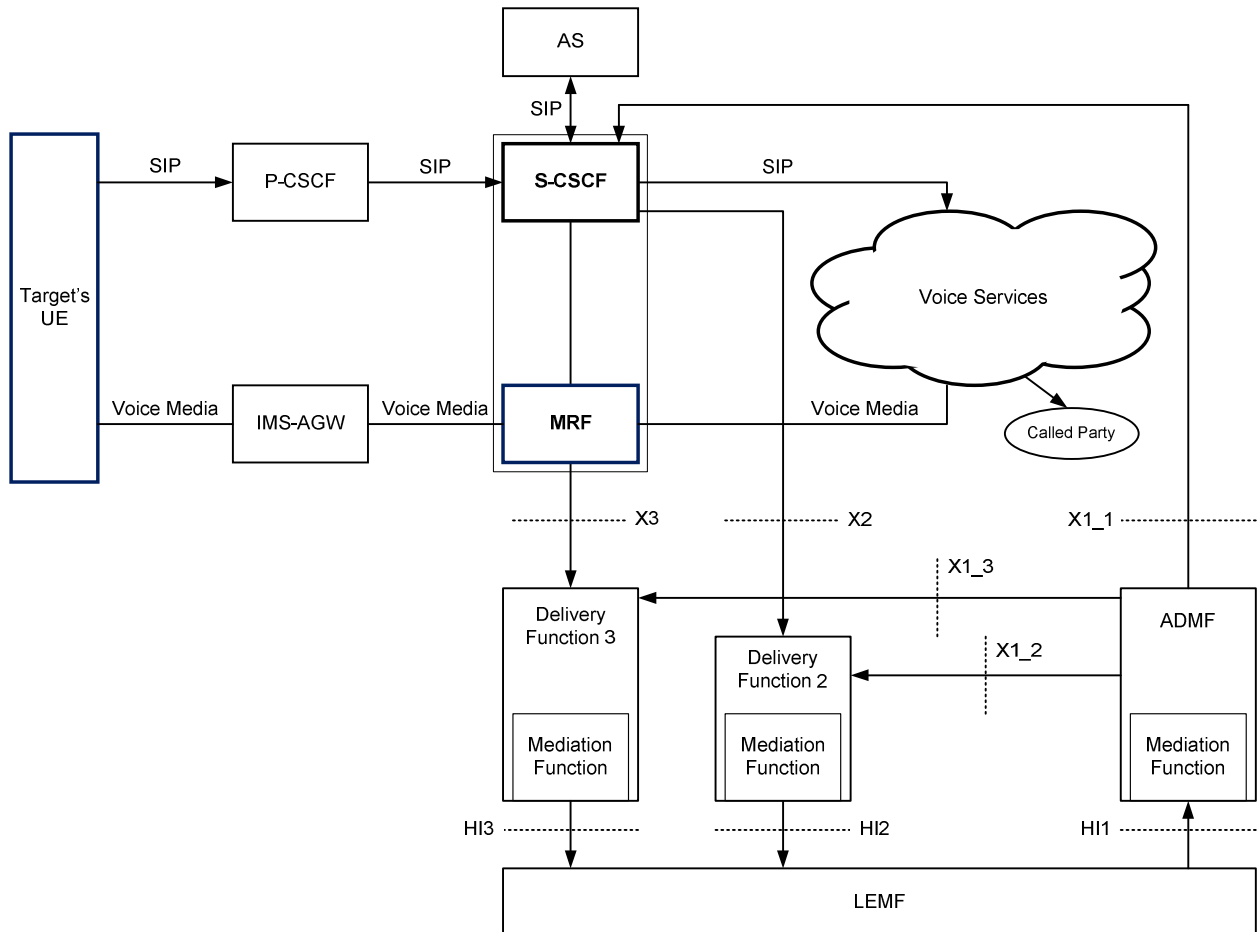 AS
SIP
SIP
P-CSCF
SIP
S-CSCF
SIP
Target's
UE
Voice Services
Voice Media
IMS-AGW
Voice Media
MRF
Voice Media
Called Party
X3
X2
X1_1
X1_3
Delivery
Function 3
ADMF
X1_2
Delivery
Function 2
Mediation
Function
Mediation
Function
Mediation
Function
HI3
HI2
HI1
LEMF